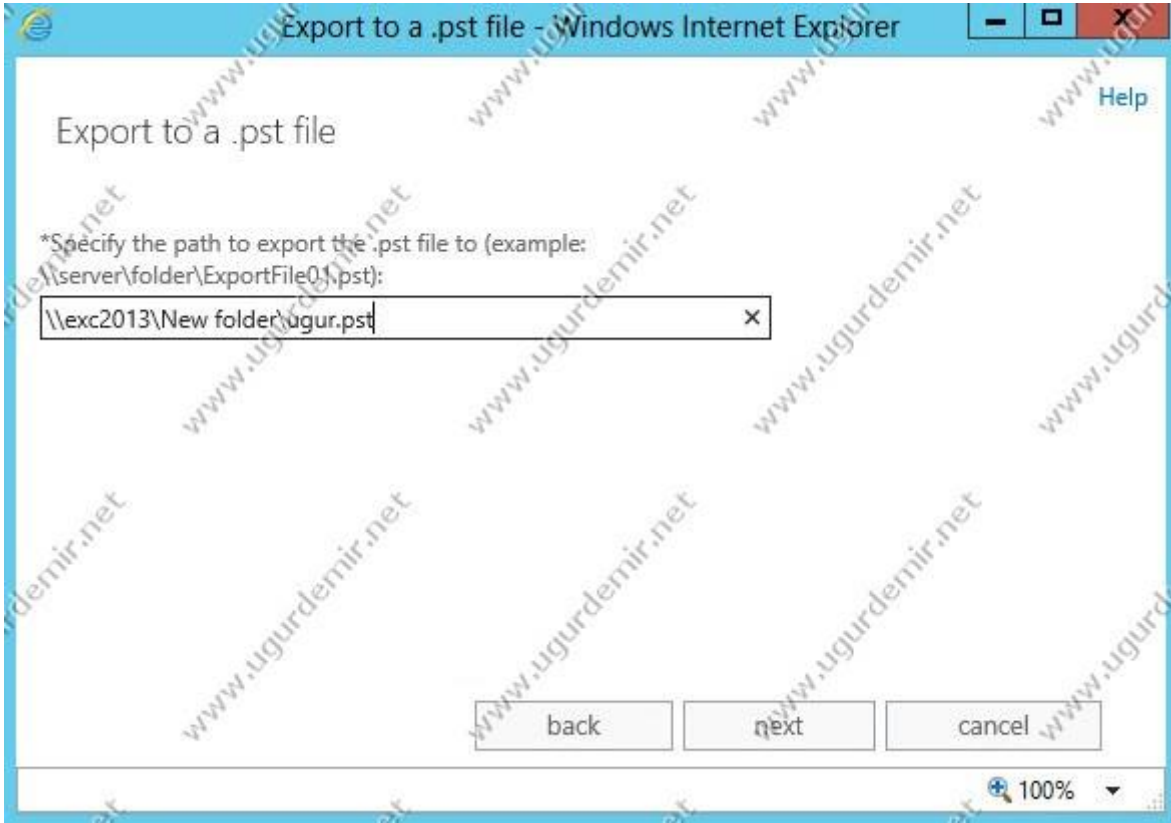 Export to a .pst file - Windows Internet Explorer
Help
Export to a .pst file
*Specify the path to export the .pst file to (example:
\\server\folder\ExportFile01.pst):
\\exc2013\New folder\ugur.pst
back
next
cancel
100%
www.ugurdemir.net